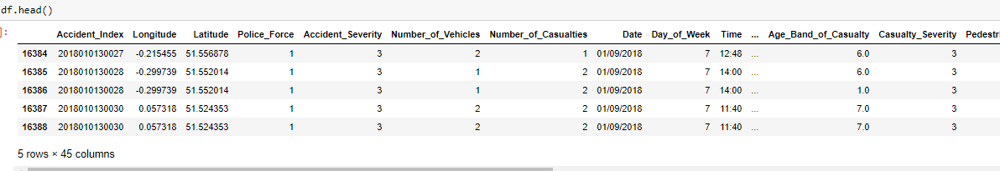 df.head()
]:
Accident_Index Longitude Latitude Police_Force Accident_Severity Number_of_Vehicles Number_of_Casualties Date Day_of_Week Time ... Age_Band_of_Casualty Casualty_Severity Pedestri
16384 2018010130027 -0.215455 51.556878 1 3 2 1 01/09/2018 7 12:48 ... 6.0 3
16385 2018010130028 -0.299739 51.552014 1 3 1 2 01/09/2018 7 14:00 ... 6.0 3
16386 2018010130028 -0.299739 51.552014 1 3 1 2 01/09/2018 7 14:00 ... 1.0 3
16387 2018010130030 0.057318 51.524353 1 3 2 2 01/09/2018 7 11:40 ... 7.0 3
16388 2018010130030 0.057318 51.524353 1 3 2 2 01/09/2018 7 11:40 ... 7.0 3
5 rows × 45 columns